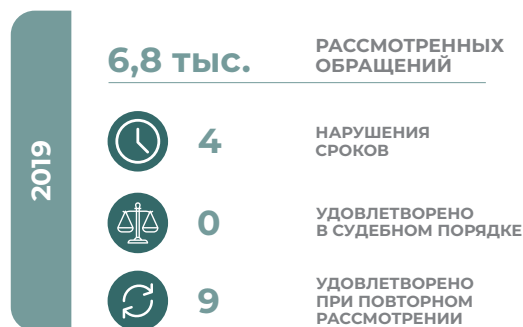 2019
6,8 тыс.
РАССМОТРЕННЫХ
ОБРАЩЕНИЙ
4
НАРУШЕНИЯ
СРОКОВ
0
УДОВЛЕТВОРЕНО
В СУДЕБНОМ ПОРЯДКЕ
9
УДОВЛЕТВОРЕНО
ПРИ ПОВТОРНОМ
РАССМОТРЕНИИ